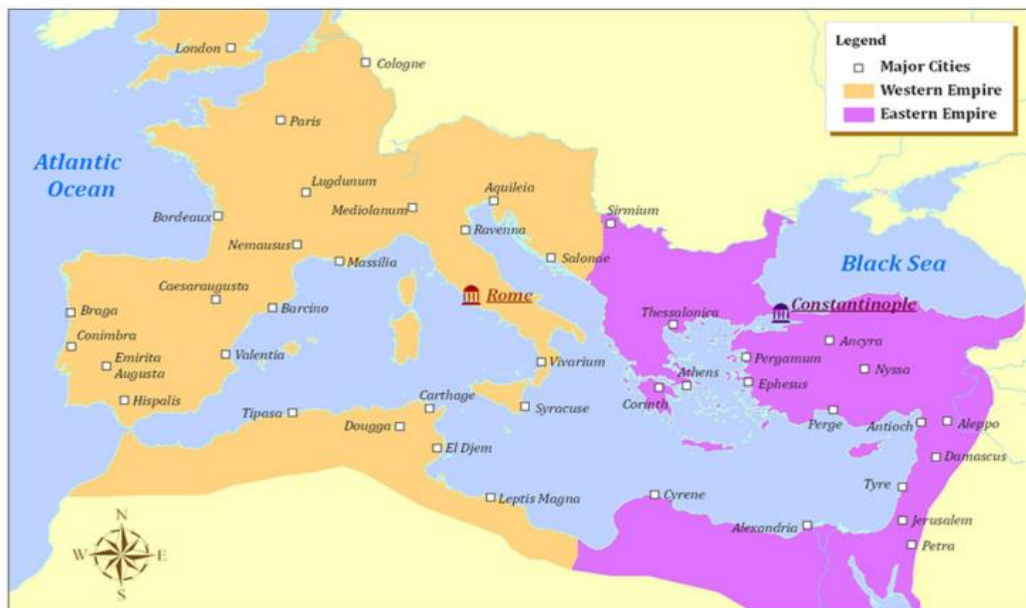 Legend
Major Cities
Western Empire
Eastern Empire
London
Cologne
Paris
Atlantic
Ocean
Lugdunum
Mediolanum
Aquileia
Bordeaux
Ravenna
Sirmium
Nemausus
Massilia
Salonae
Black Sea
Caesaraugusta
Rome
Constantinople
Braga
Barcino
Thessalonica
Conimbra
Ancyra
Emirita
Augusta
Valentia
Vivarium
Pergamum
Athens
Nyssa
Ephesus
Hispalis
Carthage
Corinth
Tipasa
Syracuse
Dougga
Perge
Antioch
Aleppo
El Djem
Damascus
Tyre
Leptis Magna
Cyrene
Alexandria
Jerusalem
Petra
N
W
E
S